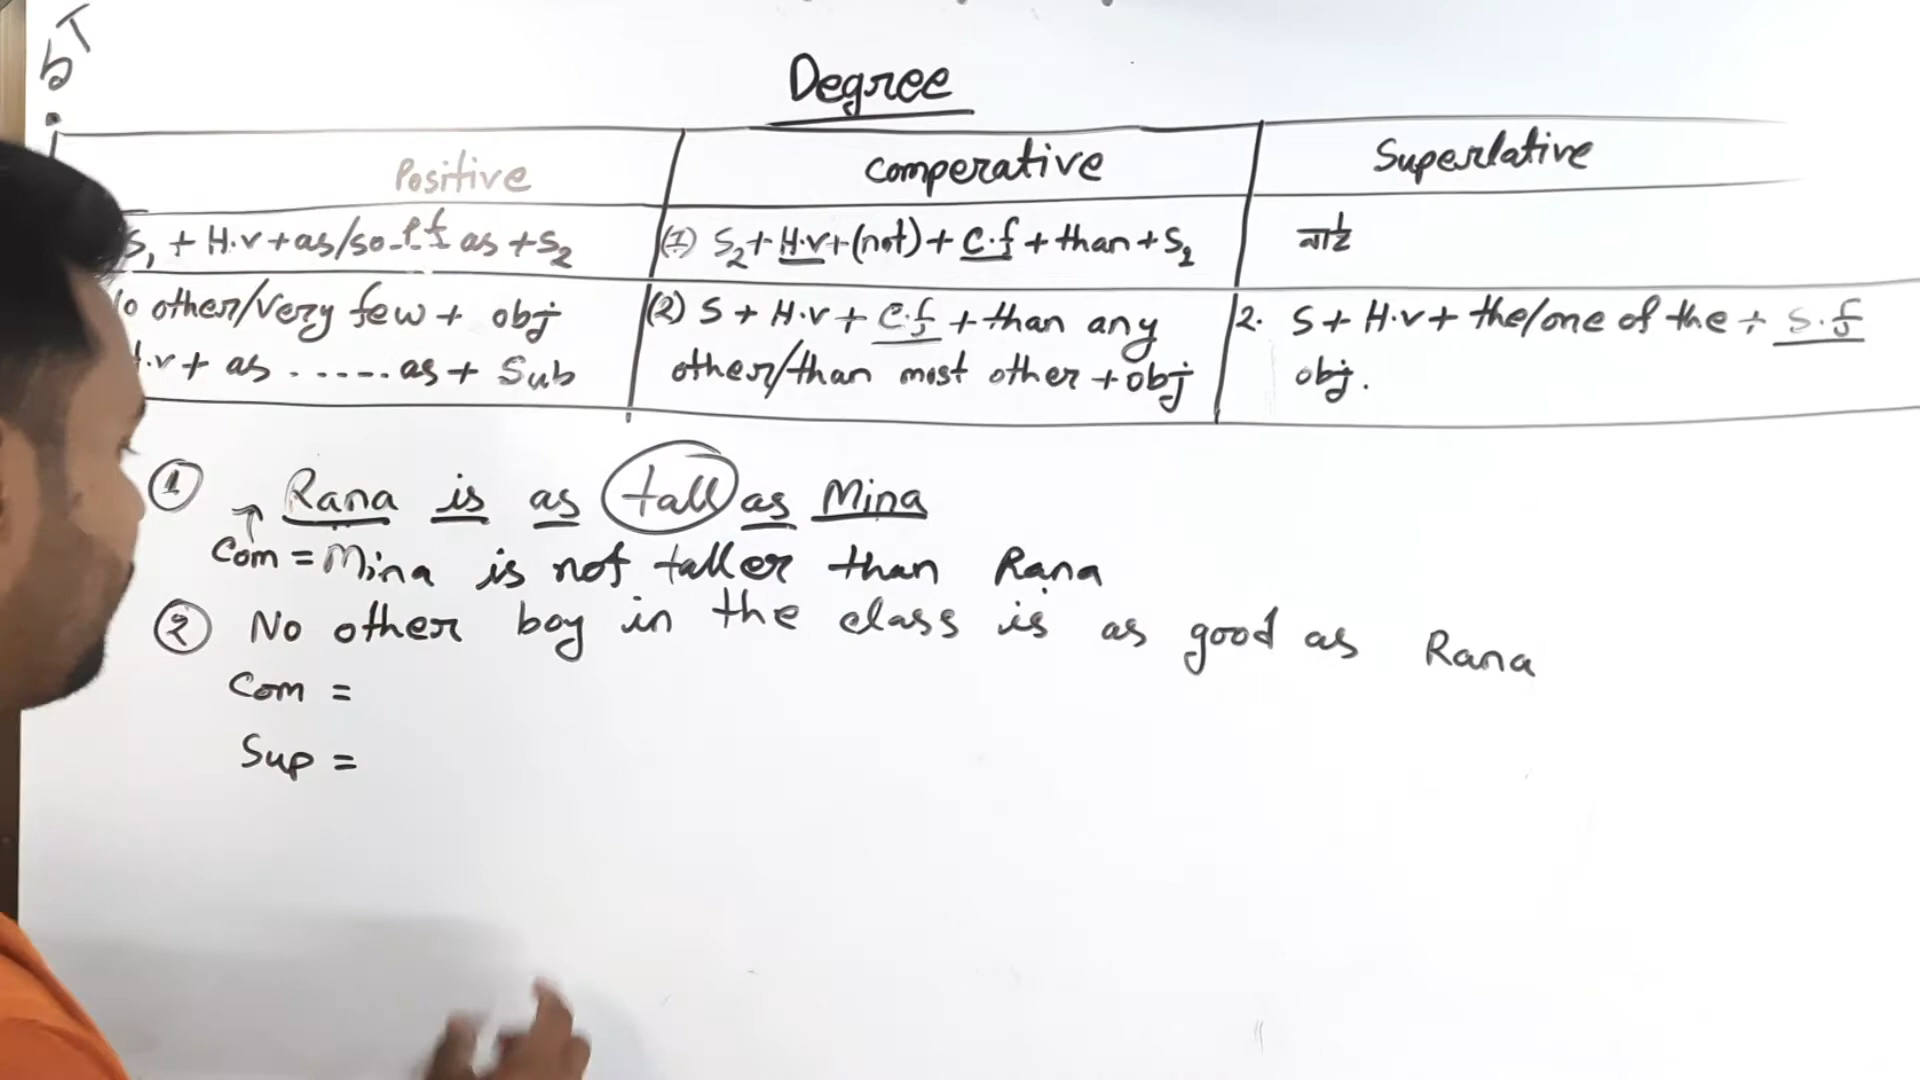 Degree
Positive
Comperative
Superlative
S1 + H.v + as/so as + S2
(1) S2 + H.v + (not) + C.f + than + S1
নাই
o other/very few + obj
.v + as ...... as + Sub
(2) S + H.v + C.f + than any
other/than most other + obj
2. S + H.v + the/one of the + S.f
obj.
① Rana is as tall as Mina
Com = Mina is not taller than Rana
② No other boy in the class is as good as Rana
Com =
Sup =